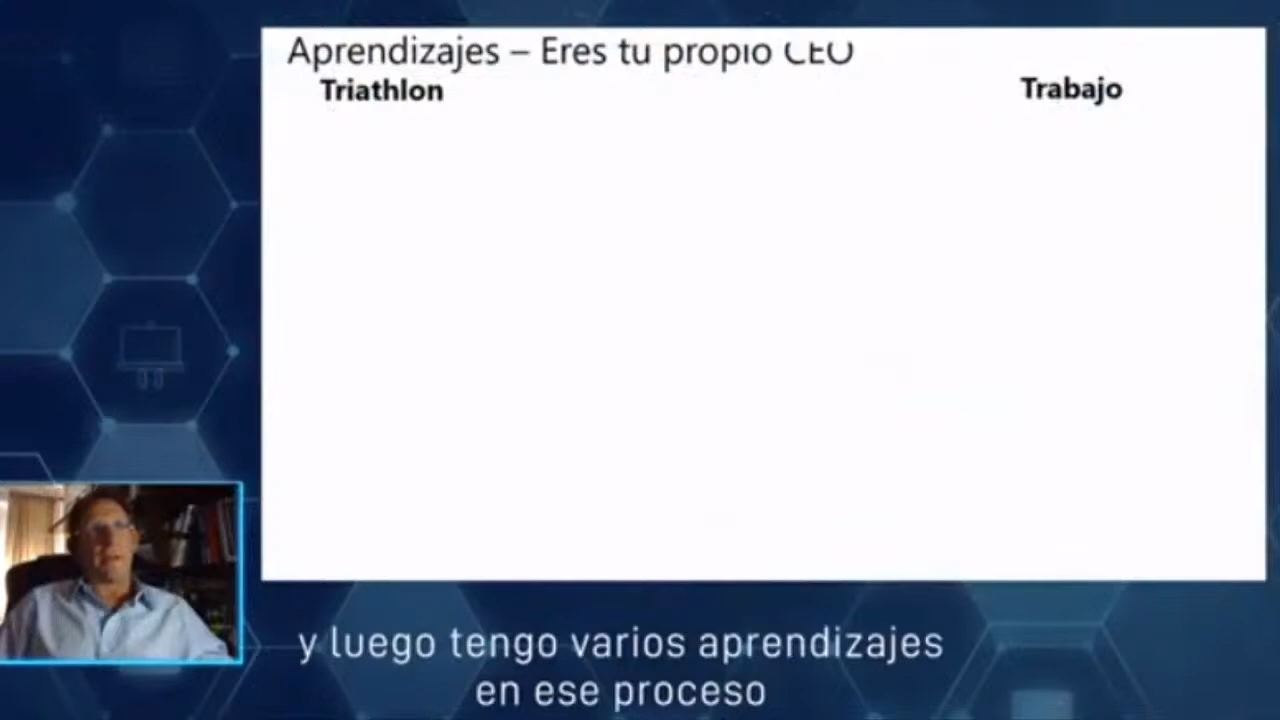 Aprendizajes – Eres tu propio CEO
Triathlon
Trabajo
y luego tengo varios aprendizajes
en ese proceso